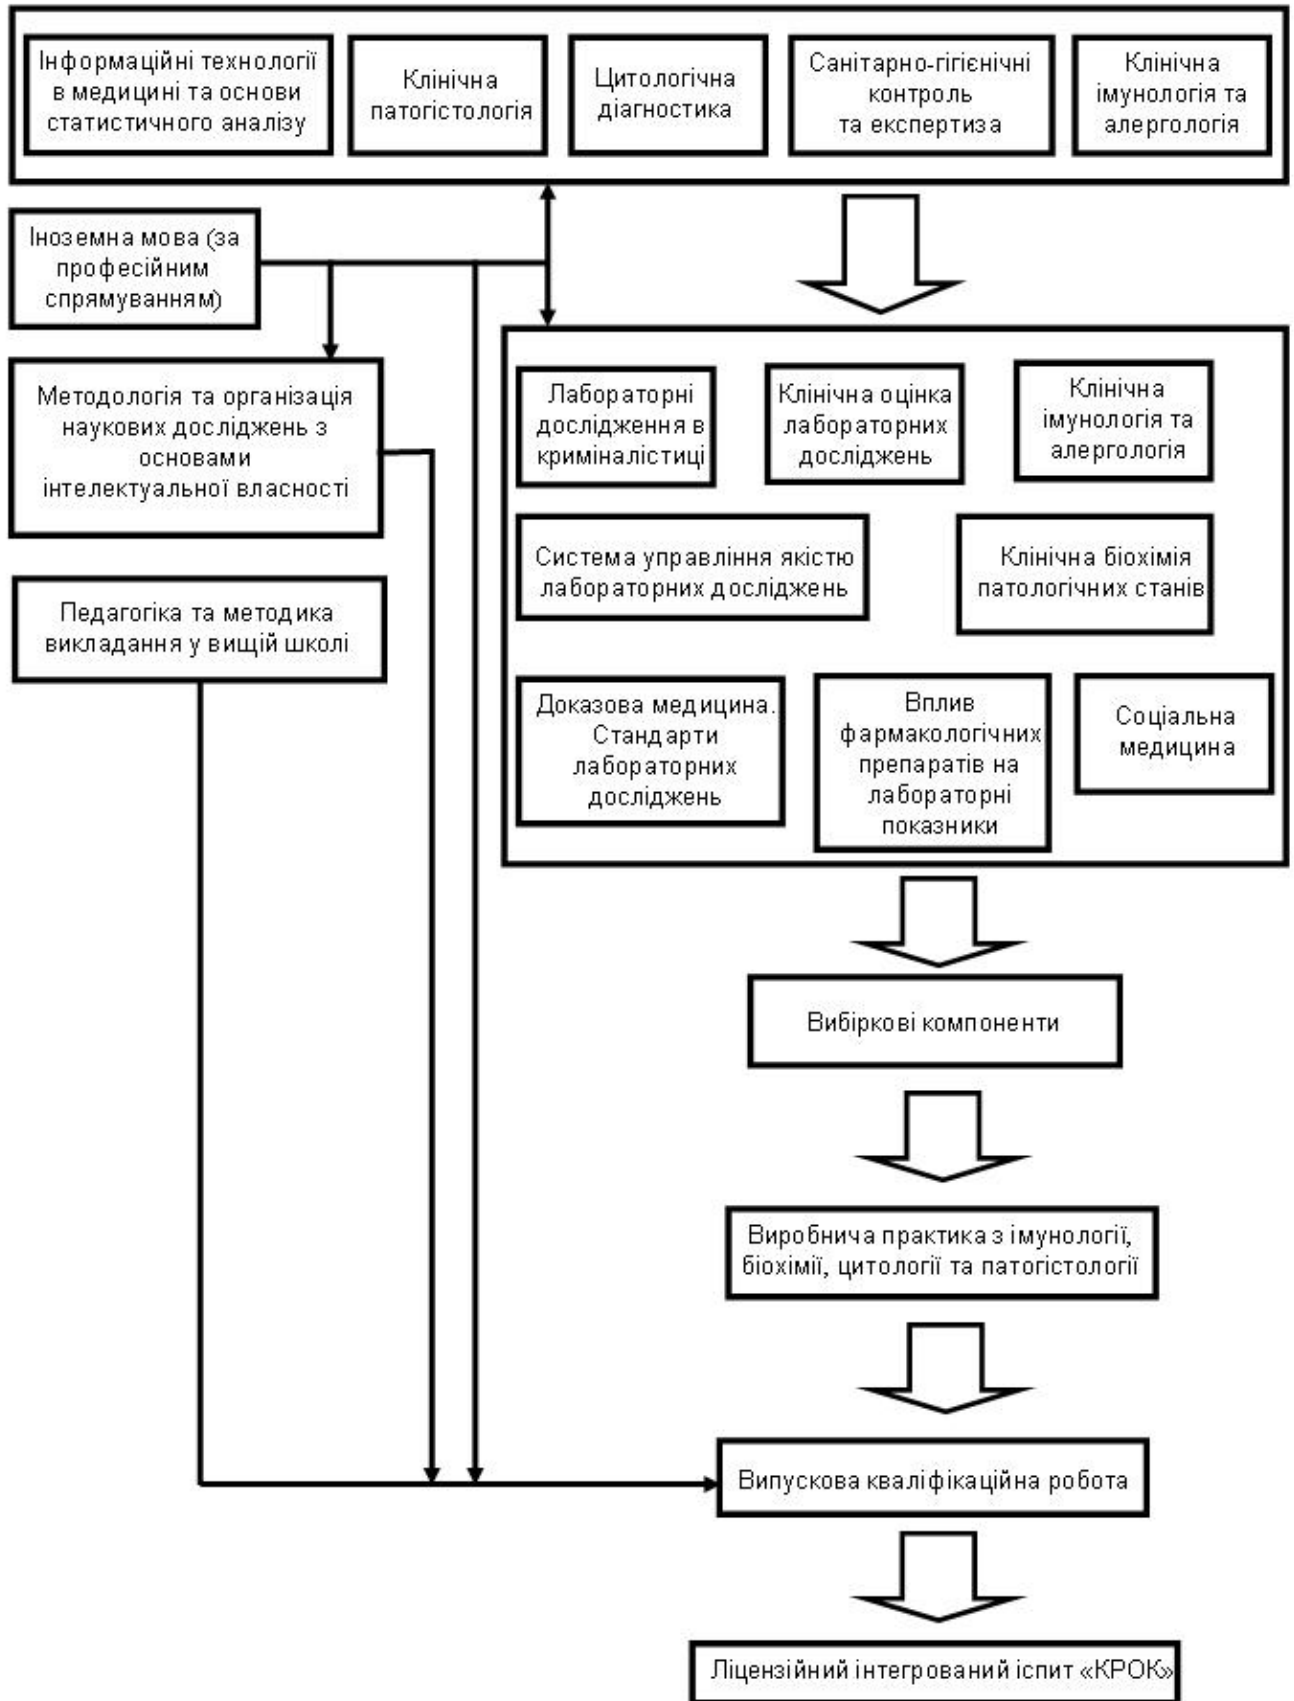 Інформаційні технології
в медицині та основи
статистичного аналізу
Клінічна
патогістологія
Цитологічна
діагностика
Санітарно-гігієнічні
контроль
та експертиза
Клінічна
імунологія та
алергологія
Іноземна мова (за
професійним
спрямуванням)
Методологія та організація
наукових досліджень з
основами
інтелектуальної власності
Педагогіка та методика
викладання у вищій школі
Лабораторні
дослідження в
криміналістиці
Клінічна оцінка
лабораторних
досліджень
Клінічна
імунологія та
алергологія
Система управління якістю
лабораторних досліджень
Клінічна біохімія
патологічних станів
Доказова медицина.
Стандарти
лабораторних
досліджень
Вплив
фармакологічних
препаратів на
лабораторні
показники
Соціальна
медицина
Вибіркові компоненти
Виробнича практика з імунології,
біохімії, цитології та патогістології
Випускова кваліфікаційна робота
Ліцензійний інтегрований іспит «КРОК»